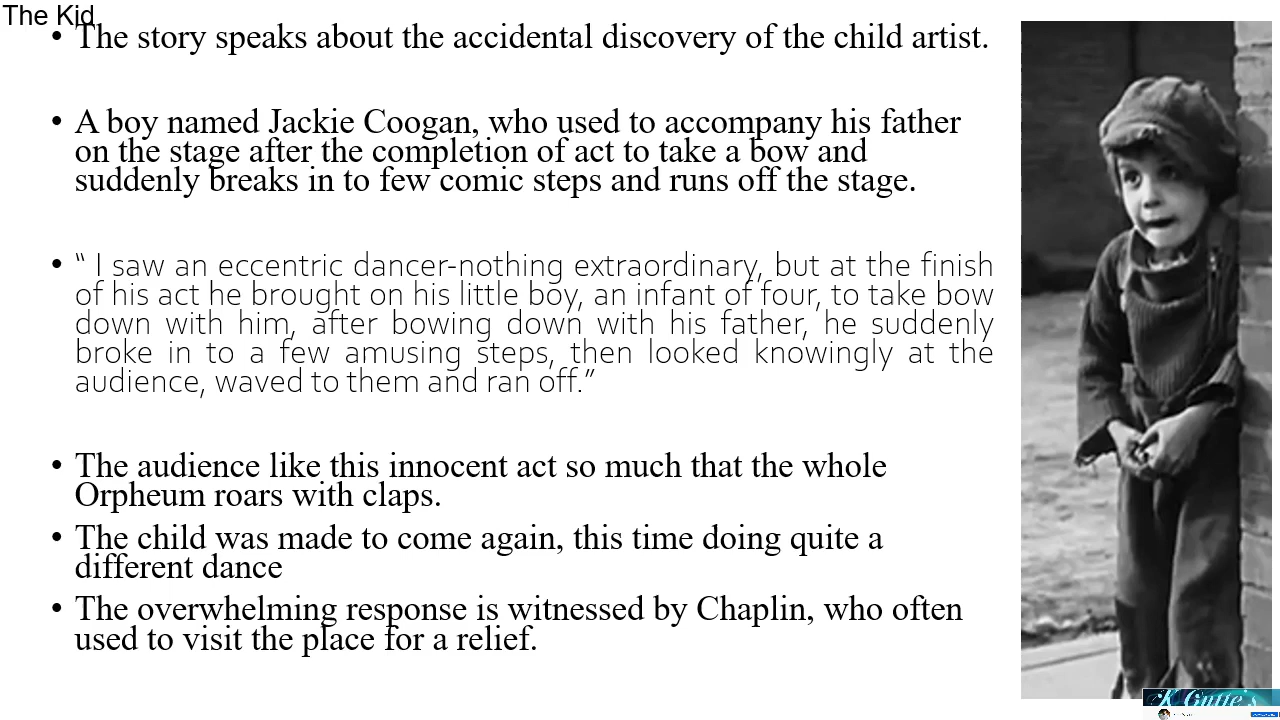 The Kid
• The story speaks about the accidental discovery of the child artist.
• A boy named Jackie Coogan, who used to accompany his father
on the stage after the completion of act to take a bow and
suddenly breaks in to few comic steps and runs off the stage.
• “ I saw an eccentric dancer-nothing extraordinary, but at the finish
of his act he brought on his little boy, an infant of four, to take bow
down with him, after bowing down with his father, he suddenly
broke in to a few amusing steps, then looked knowingly at the
audience, waved to them and ran off.”
• The audience like this innocent act so much that the whole
Orpheum roars with claps.
• The child was made to come again, this time doing quite a
different dance
• The overwhelming response is witnessed by Chaplin, who often
used to visit the place for a relief.